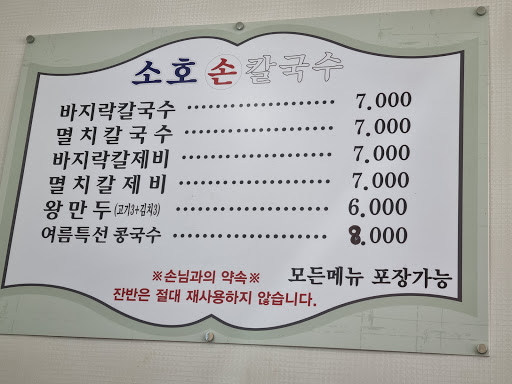 소호손칼국수
바지락칼국수 ······················ 7.000
멸치칼국수 ······················ 7.000
바지락칼제비 ······················ 7.000
멸치칼제비 ······················ 7.000
왕만두(고기3+김치3) ······················ 6.000
여름특선 콩국수 ······················ 8.000
※손님과의 약속※ 모든메뉴 포장가능
잔반은 절대 재사용하지 않습니다.